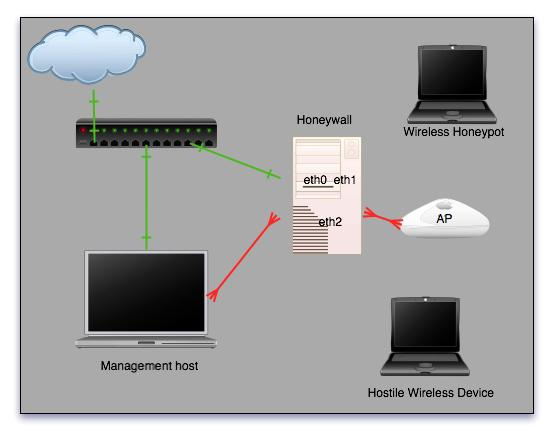 Honeywall
Wireless Honeypot
eth0 eth1
eth2
AP
Management host
Hostile Wireless Device